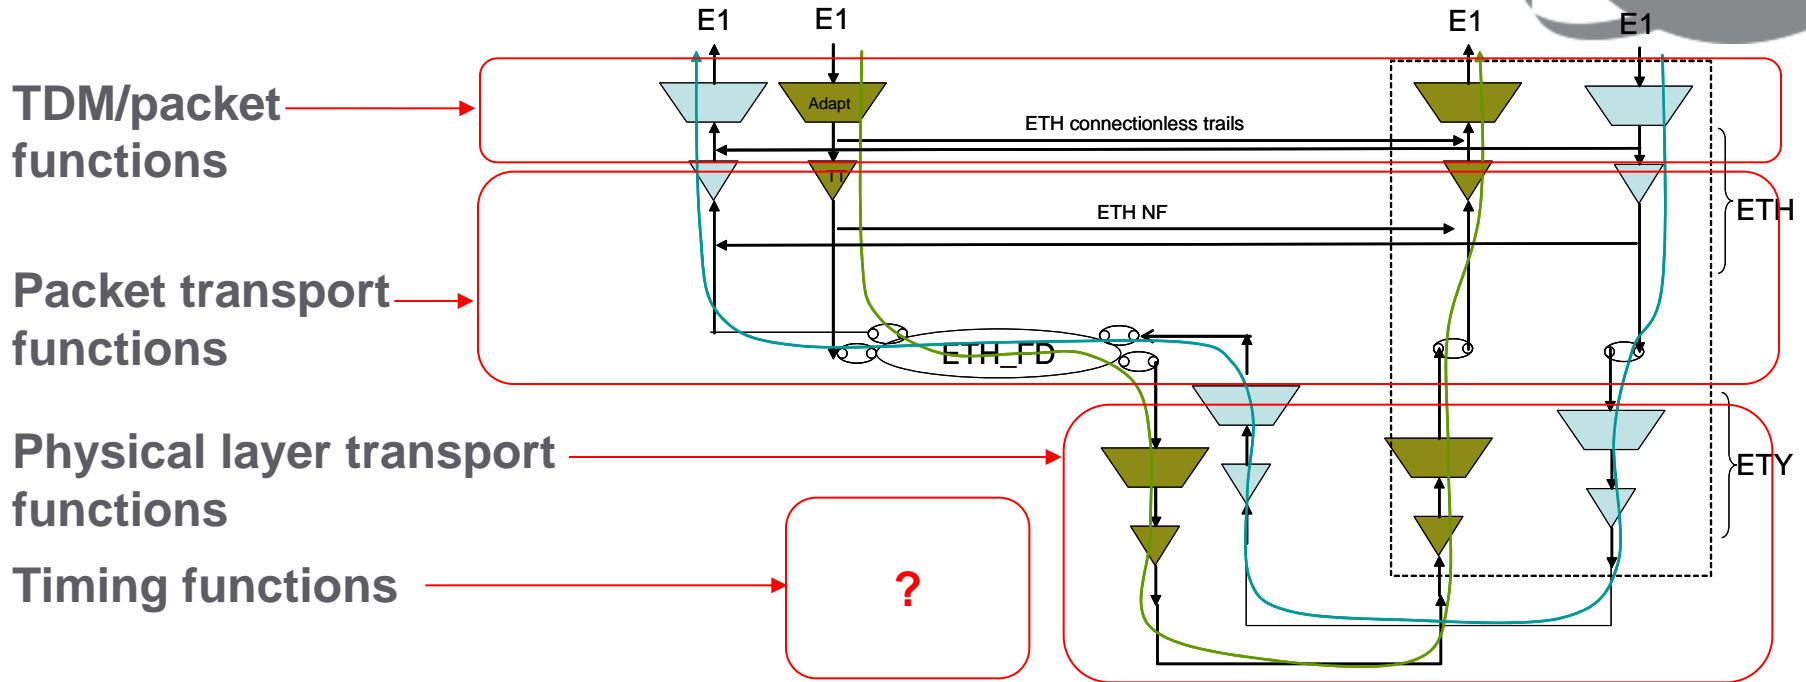 E1
E1
E1
E1
TDM/packet
functions
Adapt
ETH connectionless trails
TT
ETH NF
ETH
Packet transport
functions
ETH_FD
Physical layer transport
functions
ETY
Timing functions
?